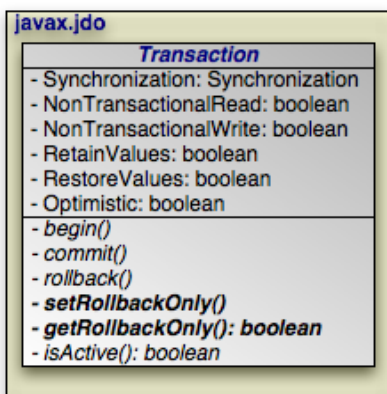 javax.jdo
Transaction
- Synchronization: Synchronization
- NonTransactionalRead: boolean
- NonTransactionalWrite: boolean
- RetainValues: boolean
- RestoreValues: boolean
- Optimistic: boolean
- begin()
- commit()
- rollback()
- setRollbackOnly()
- getRollbackOnly(): boolean
- isActive(): boolean